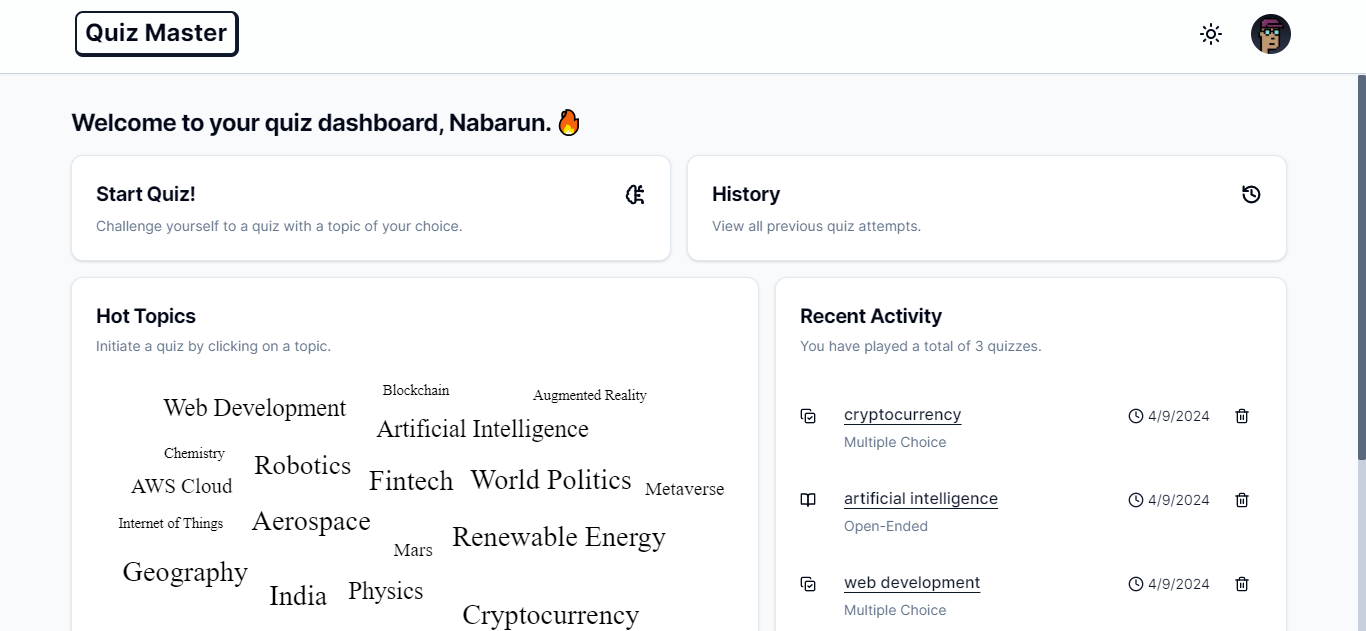 Quiz Master
Welcome to your quiz dashboard, Nabarun.
Start Quiz!
Challenge yourself to a quiz with a topic of your choice.
History
View all previous quiz attempts.
Hot Topics
Initiate a quiz by clicking on a topic.
Blockchain
Augmented Reality
Web Development
Artificial Intelligence
Chemistry
Robotics
Fintech
World Politics
AWS Cloud
Metaverse
Internet of Things
Aerospace
Mars
Renewable Energy
Geography
India
Physics
Cryptocurrency
Recent Activity
You have played a total of 3 quizzes.
cryptocurrency 4/9/2024
Multiple Choice
artificial intelligence 4/9/2024
Open-Ended
web development 4/9/2024
Multiple Choice